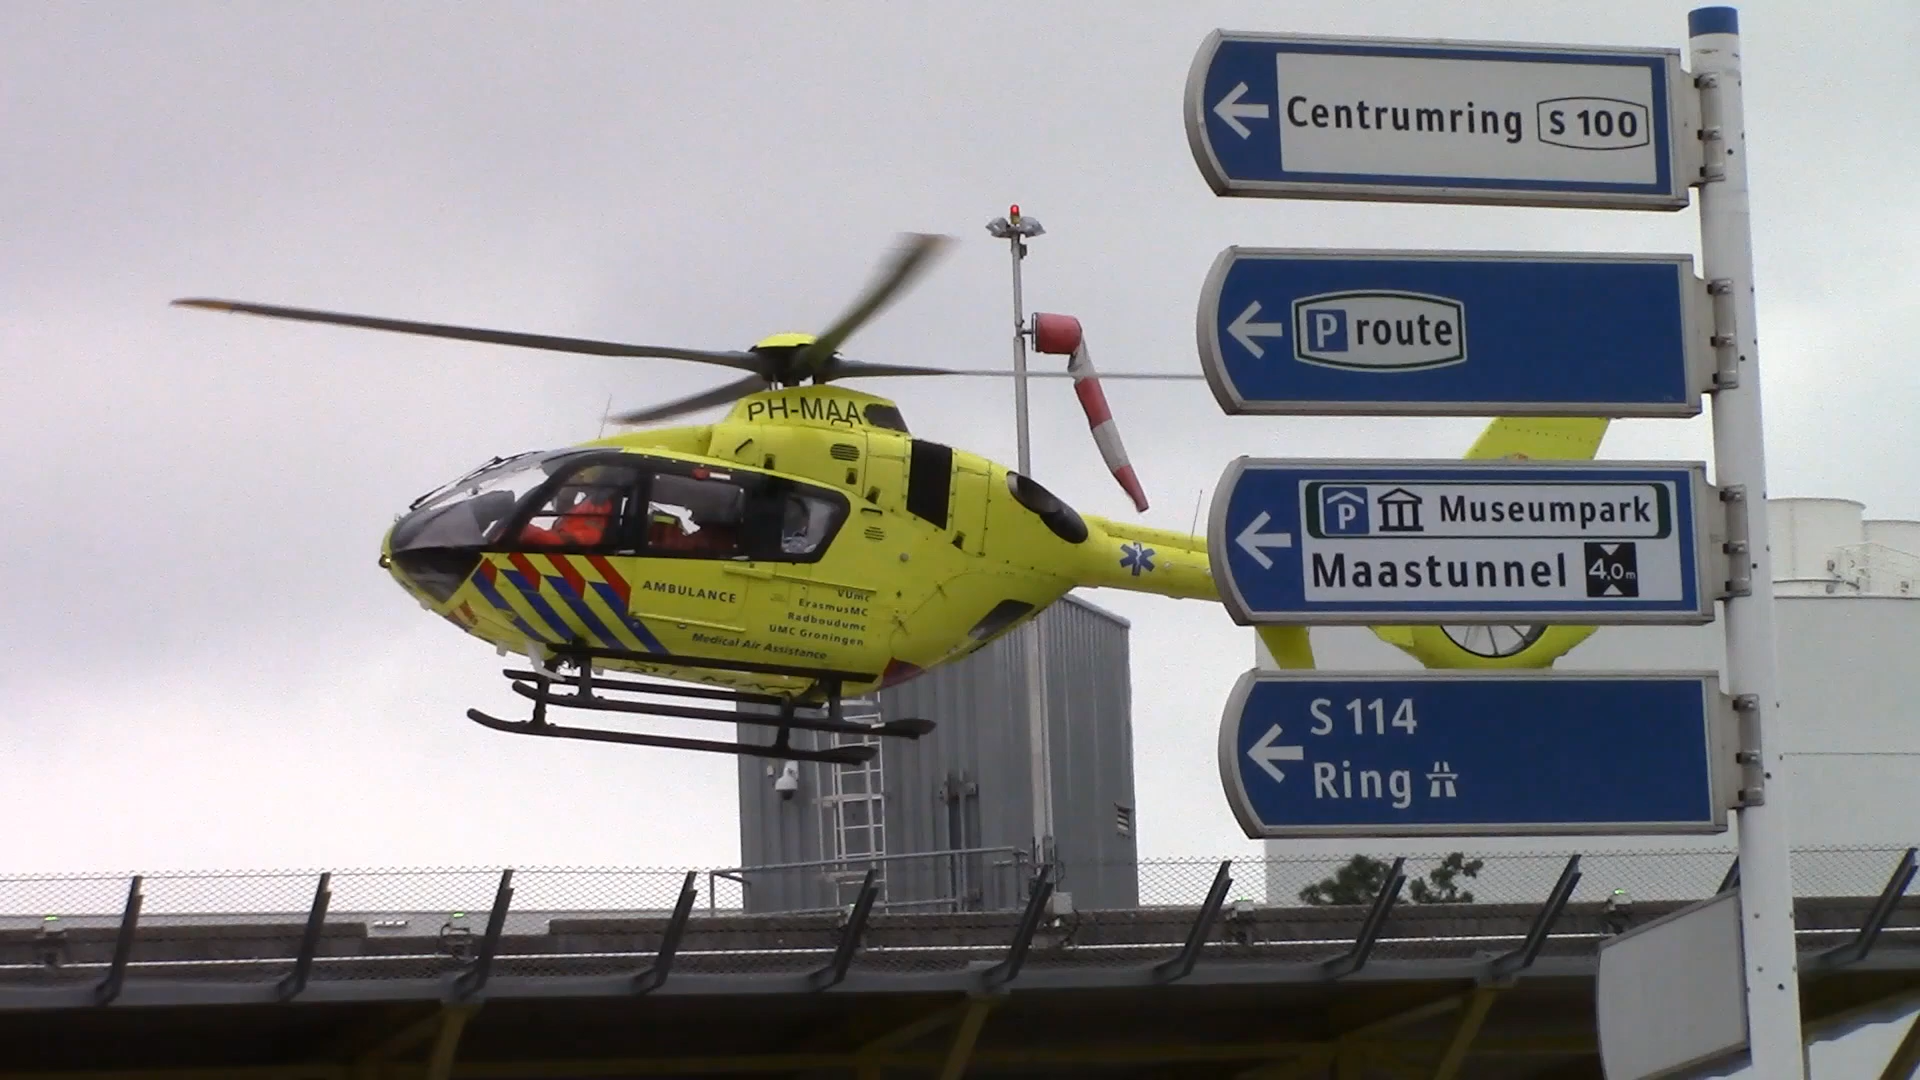 PH-MAA
AMBULANCE
VUmc
ErasmusMC
Radboudumc
UMC Groningen
Medical Air Assistance
Centrumring S 100
P route
P Museumpark
Maastunnel 4,0m
S 114
Ring